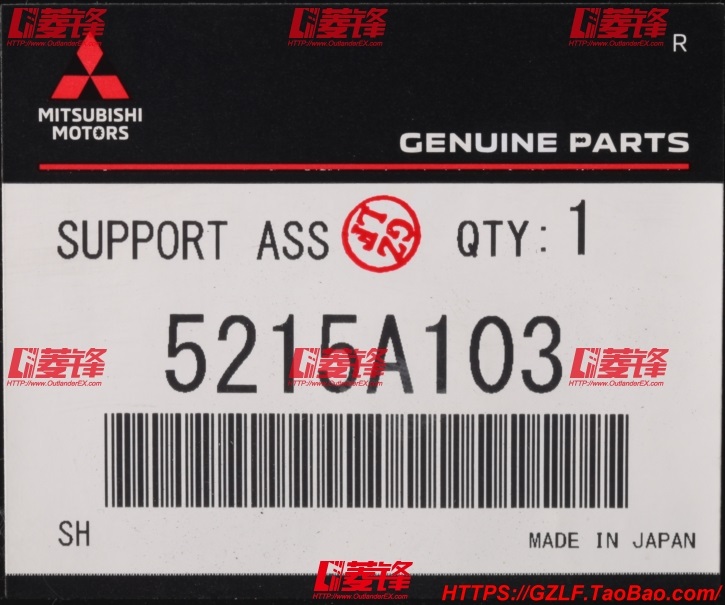 菱锋 菱锋 菱锋
HTTP://www.OutlanderEX.com HTTP://www.OutlanderEX.com HTTP://www.OutlanderEX.com
R
MITSUBISHI
MOTORS
GENUINE PARTS
SUPPORT ASS GZ LF QTY: 1
5215A103
菱锋 菱锋 菱锋
HTTP://www.OutlanderEX.com HTTP://www.OutlanderEX.com HTTP://www.OutlanderEX.com
SH MADE IN JAPAN
菱锋
HTTP://www.OutlanderEX.com
HTTPS://GZLF.TaoBao.com/